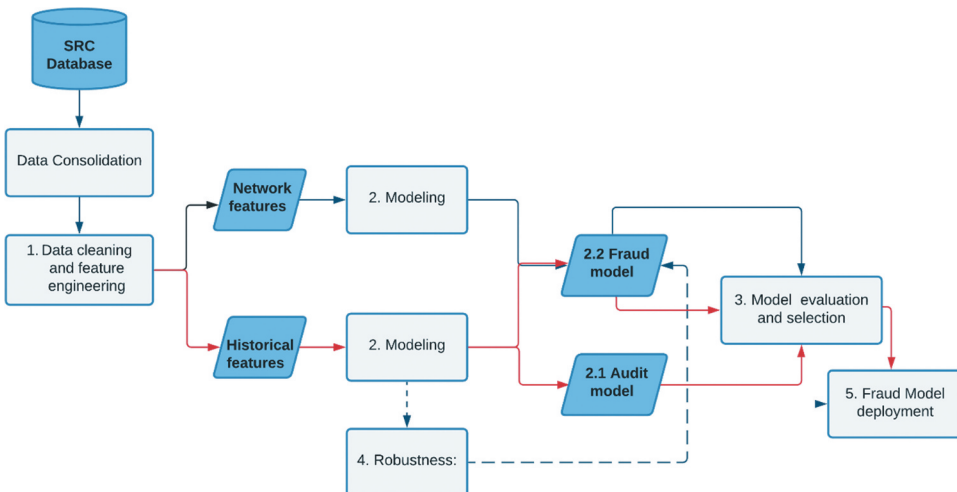 SRC
Database
Data Consolidation
1. Data cleaning
and feature
engineering
Network
features
2. Modeling
Historical
features
2. Modeling
4. Robustness:
2.2 Fraud
model
2.1 Audit
model
3. Model evaluation
and selection
5. Fraud Model
deployment